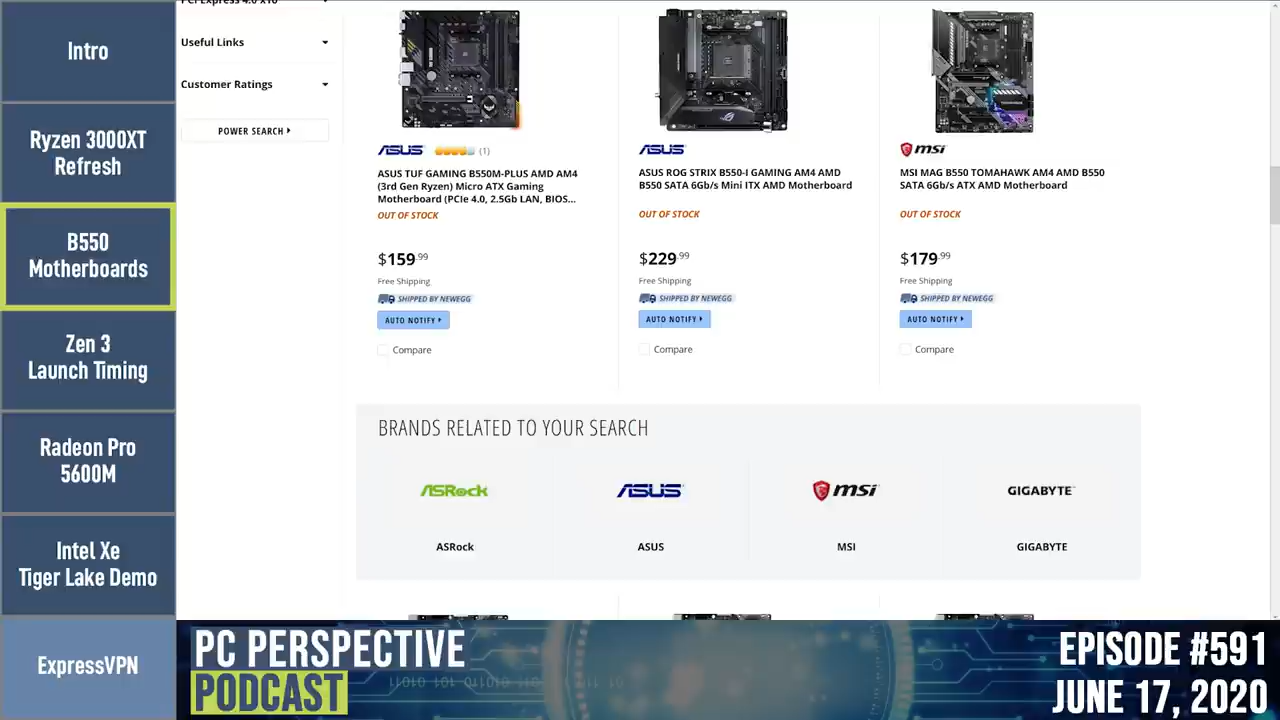 Intro
Ryzen 3000XT
Refresh
B550
Motherboards
Zen 3
Launch Timing
Radeon Pro
5600M
Intel Xe
Tiger Lake Demo
ExpressVPN
Useful Links
Customer Ratings
POWER SEARCH
ASUS (1)
ASUS TUF GAMING B550M-PLUS AMD AM4
(3rd Gen Ryzen) Micro ATX Gaming
Motherboard (PCIe 4.0, 2.5Gb LAN, BIOS...
OUT OF STOCK
$159.99
Free Shipping
SHIPPED BY NEWEGG
AUTO NOTIFY
Compare
ASUS
ASUS ROG STRIX B550-I GAMING AM4 AMD
B550 SATA 6Gb/s Mini ITX AMD Motherboard
OUT OF STOCK
$229.99
Free Shipping
SHIPPED BY NEWEGG
AUTO NOTIFY
Compare
msi
MSI MAG B550 TOMAHAWK AM4 AMD B550
SATA 6Gb/s ATX AMD Motherboard
OUT OF STOCK
$179.99
Free Shipping
SHIPPED BY NEWEGG
AUTO NOTIFY
Compare
BRANDS RELATED TO YOUR SEARCH
ASRock
ASUS
msi
GIGABYTE
ASRock
ASUS
MSI
GIGABYTE
PC PERSPECTIVE
PODCAST
EPISODE #591
JUNE 17, 2020